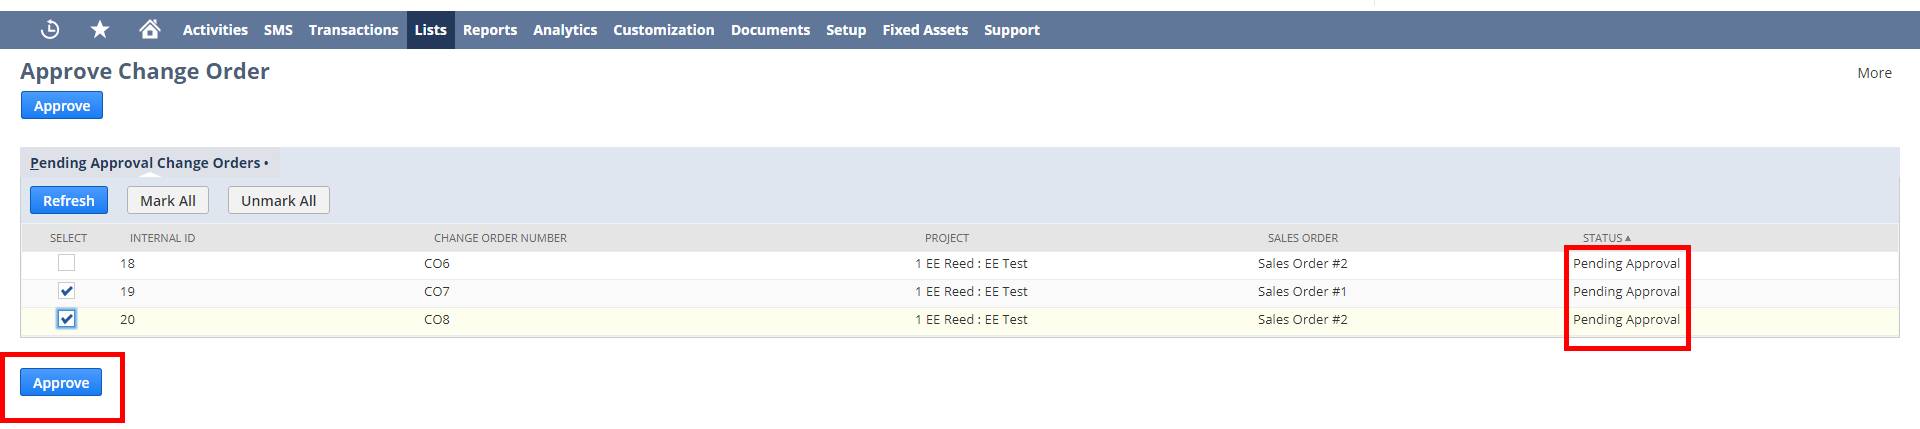 Activities SMS Transactions Lists Reports Analytics Customization Documents Setup Fixed Assets Support
Approve Change Order
More
Approve
Pending Approval Change Orders •
Refresh Mark All Unmark All
SELECT INTERNAL ID CHANGE ORDER NUMBER PROJECT SALES ORDER STATUS ▲
18 CO6 1 EE Reed : EE Test Sales Order #2 Pending Approval
19 CO7 1 EE Reed : EE Test Sales Order #1 Pending Approval
20 CO8 1 EE Reed : EE Test Sales Order #2 Pending Approval
Approve